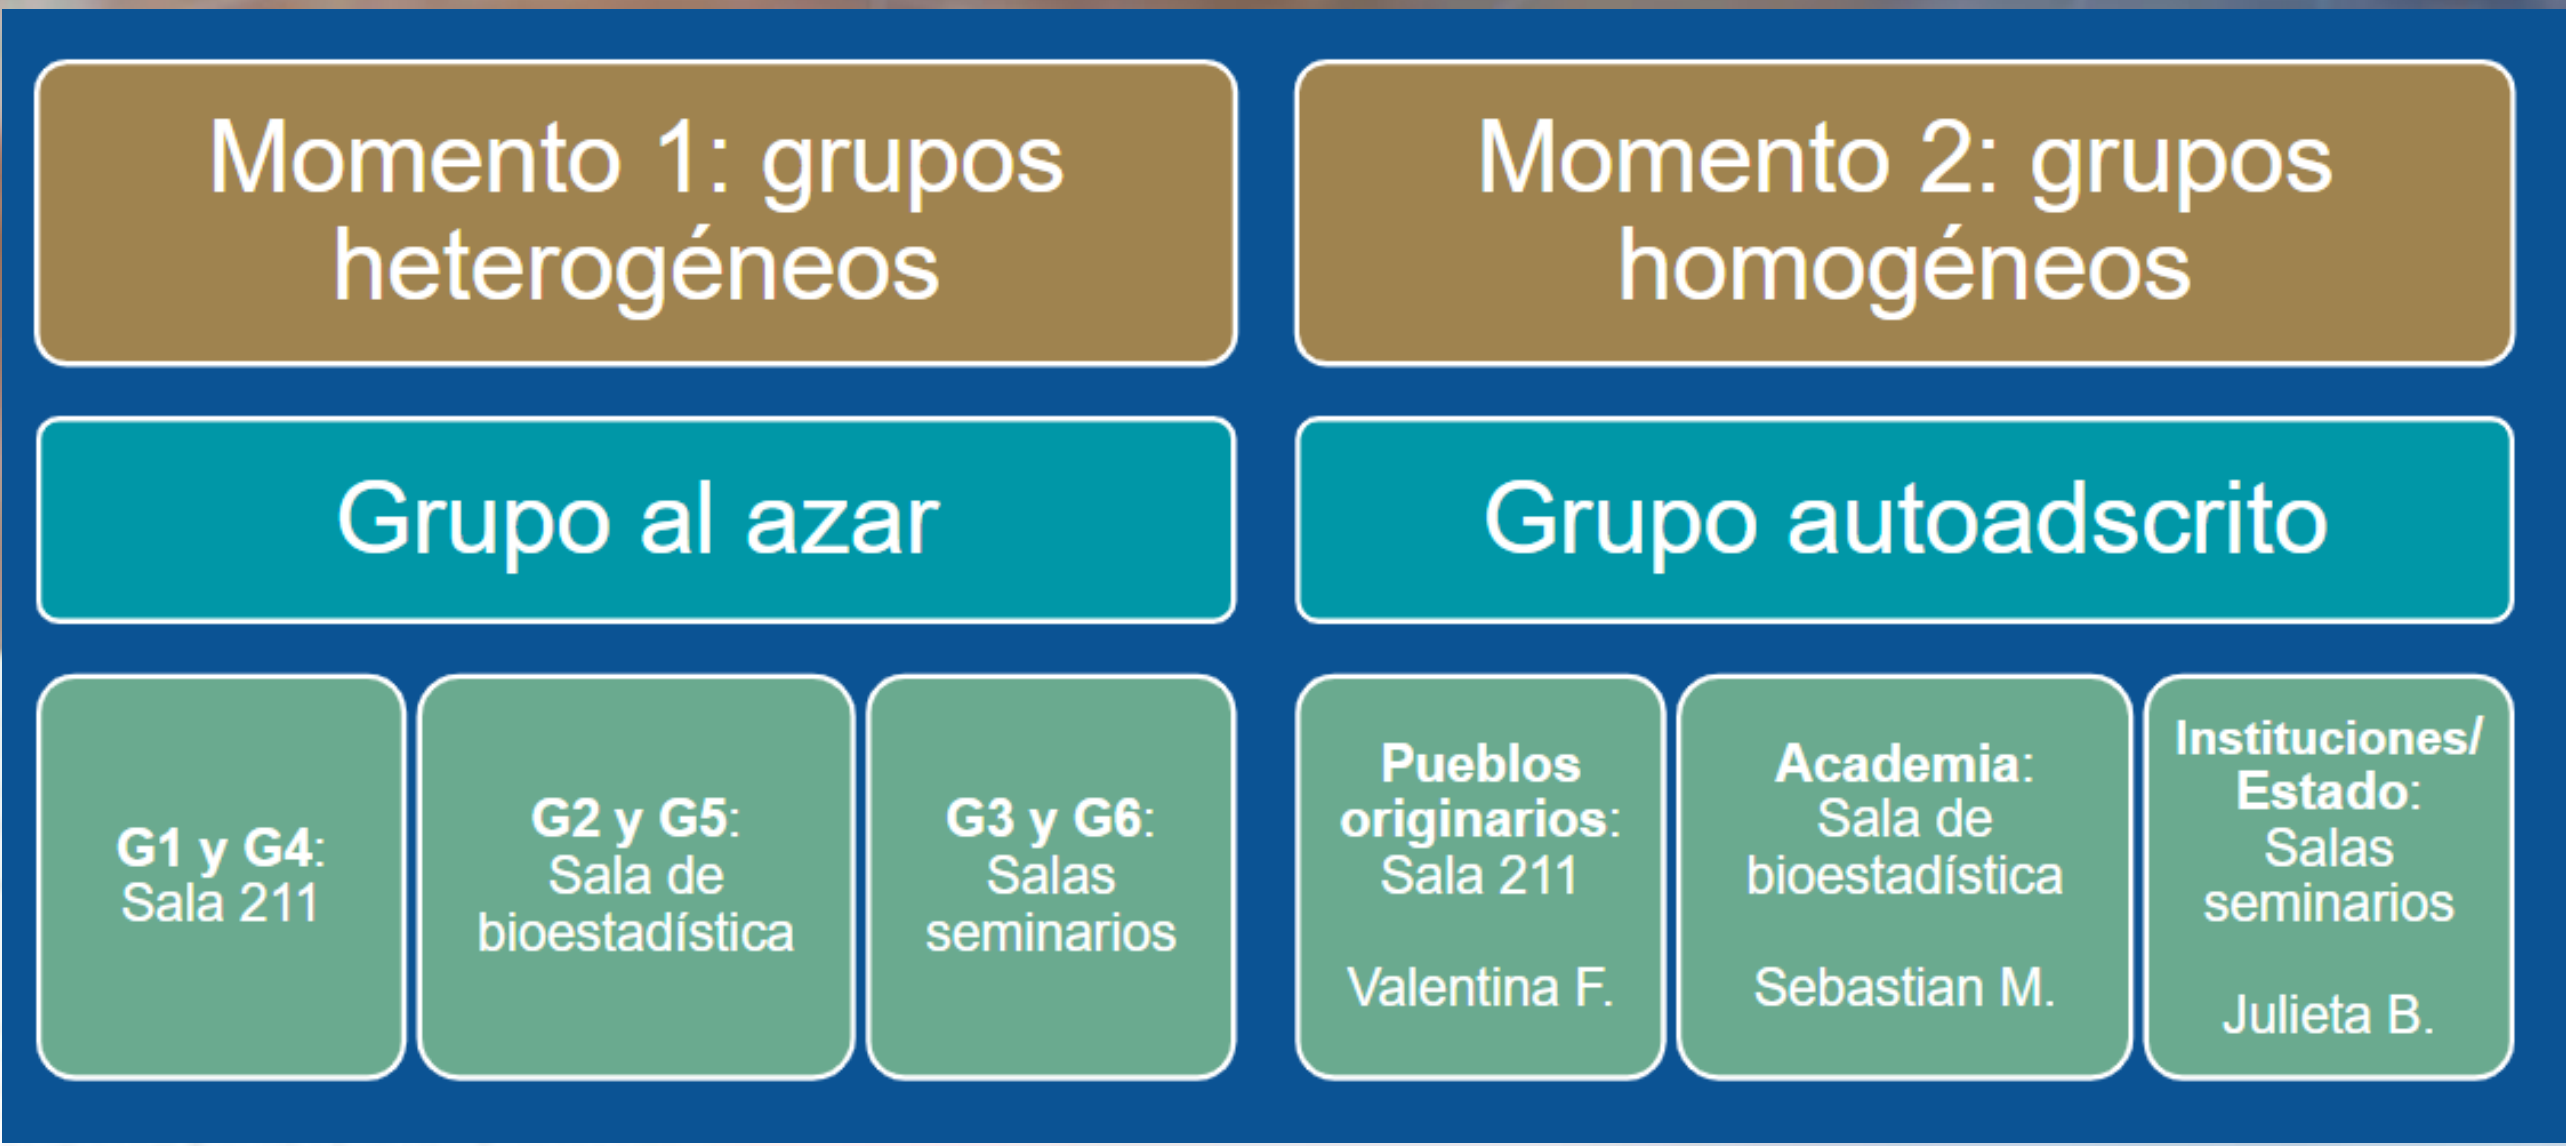 Momento 1: grupos
heterogéneos
Grupo al azar
G1 y G4:
Sala 211
G2 y G5:
Sala de
bioestadística
G3 y G6:
Salas
seminarios
Momento 2: grupos
homogéneos
Grupo autoadscrito
Pueblos
originarios:
Sala 211
Valentina F.
Academia:
Sala de
bioestadística
Sebastian M.
Instituciones/
Estado:
Salas
seminarios
Julieta B.